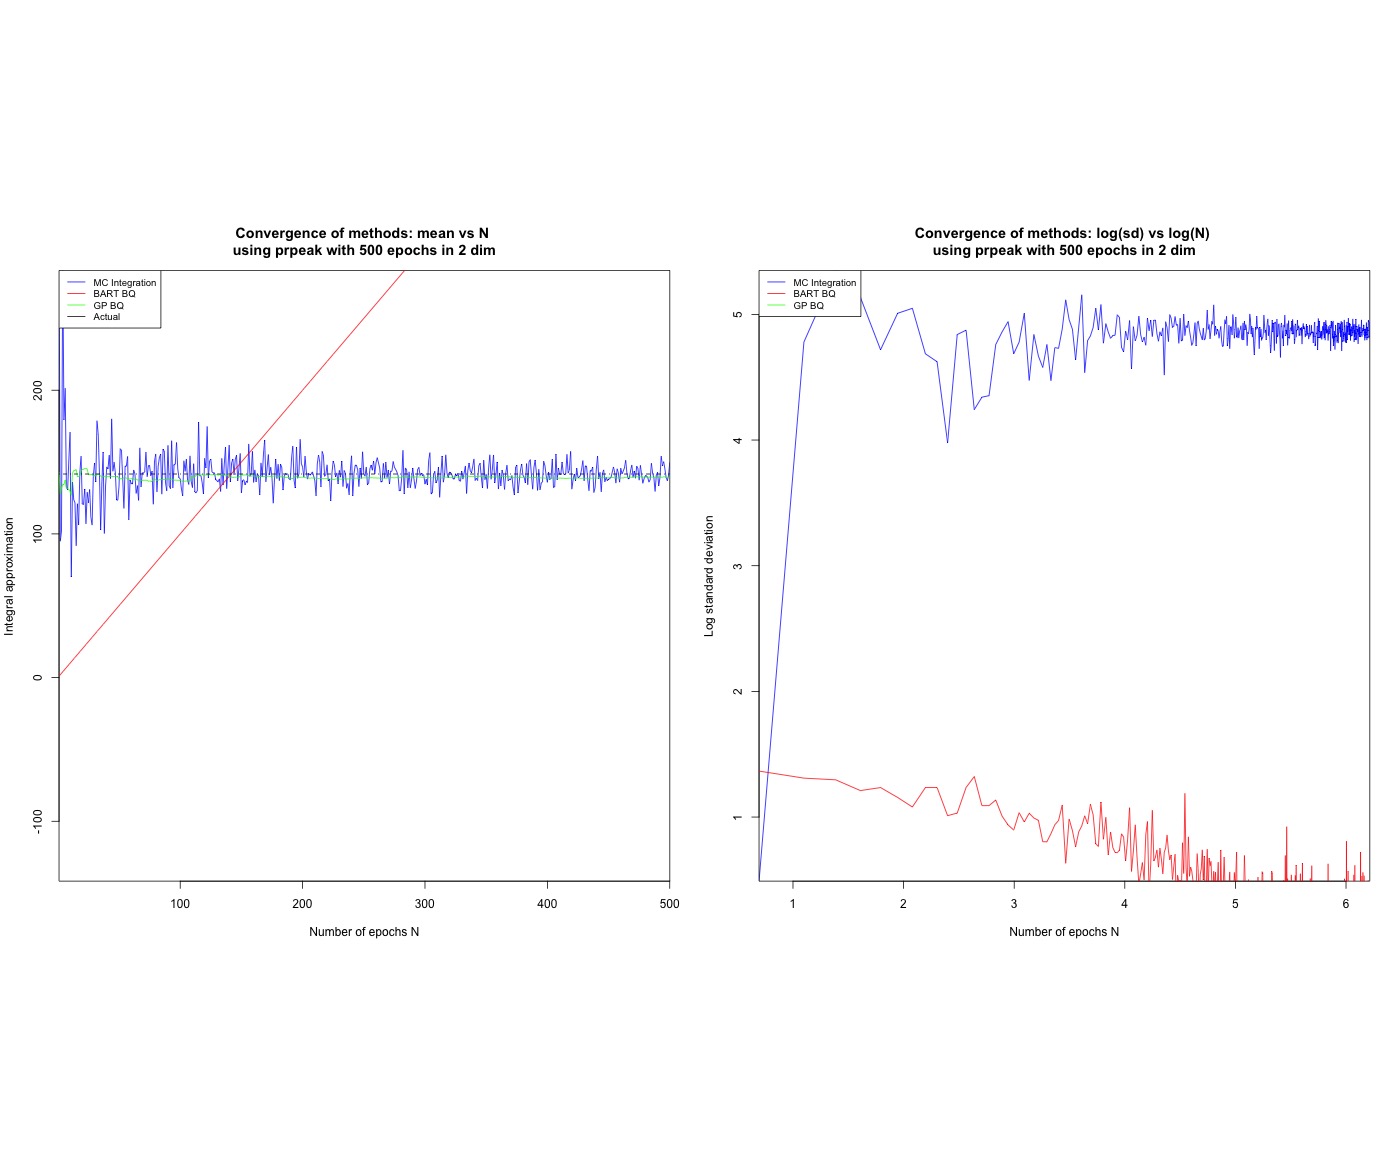 Convergence of methods: mean vs N
using prpeak with 500 epochs in 2 dim
MC Integration
BART BQ
GP BQ
Actual
Integral approximation
200
100
0
-100
100
200
300
400
500
Number of epochs N
Convergence of methods: log(sd) vs log(N)
using prpeak with 500 epochs in 2 dim
MC Integration
BART BQ
GP BQ
Log standard deviation
5
4
3
2
1
1
2
3
4
5
6
Number of epochs N